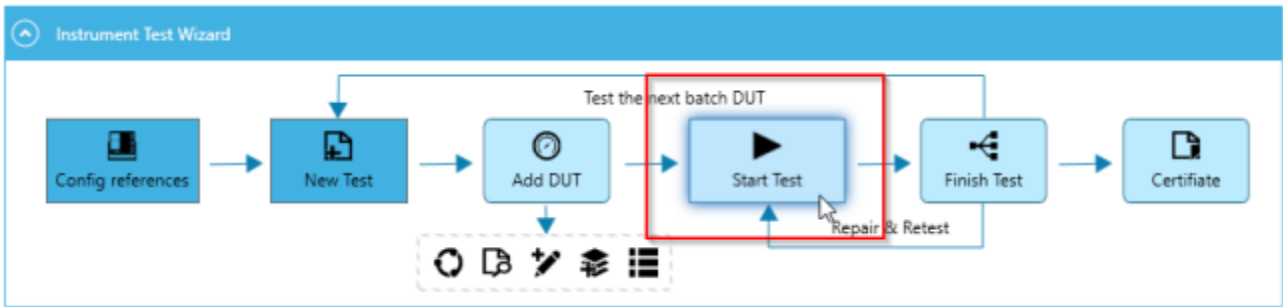 Instrument Test Wizard
Test the next batch DUT
Config references
New Test
Add DUT
Start Test
Finish Test
Certifiate
Repair & Retest